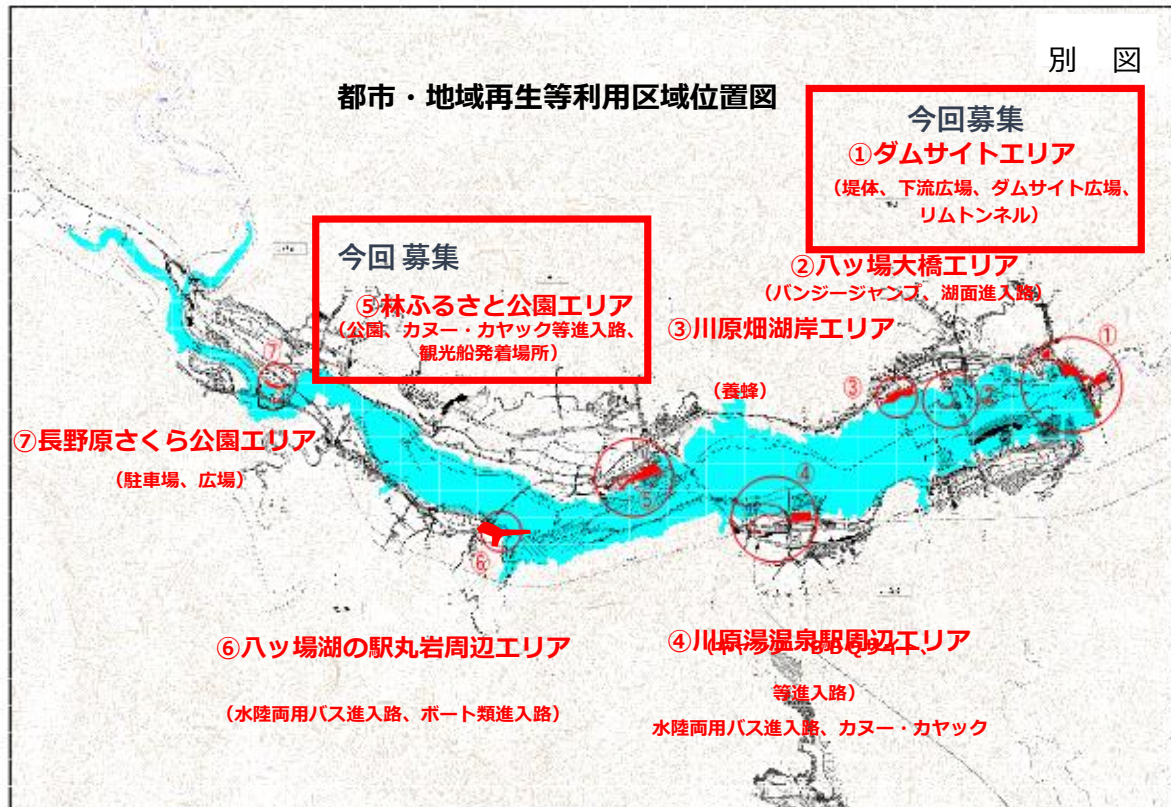 別 図
都市・地域再生等利用区域位置図
今回募集
①ダムサイトエリア
（堤体、下流広場、ダムサイト広場、
リムトンネル）
今回 募集
⑤林ふるさと公園エリア
（公園、カヌー・カヤック等進入路、
観光船発着場所）
②八ッ場大橋エリア
（バンジージャンプ、湖面進入路）
③川原畑湖岸エリア
（養蜂）
①
②
③
④
⑤
⑥
⑦
⑦長野原さくら公園エリア
（駐車場、広場）
⑥八ッ場湖の駅丸岩周辺エリア
（水陸両用バス進入路、ボート類進入路）
④川原湯温泉駅周辺エリア
等進入路）
水陸両用バス進入路、カヌー・カヤック